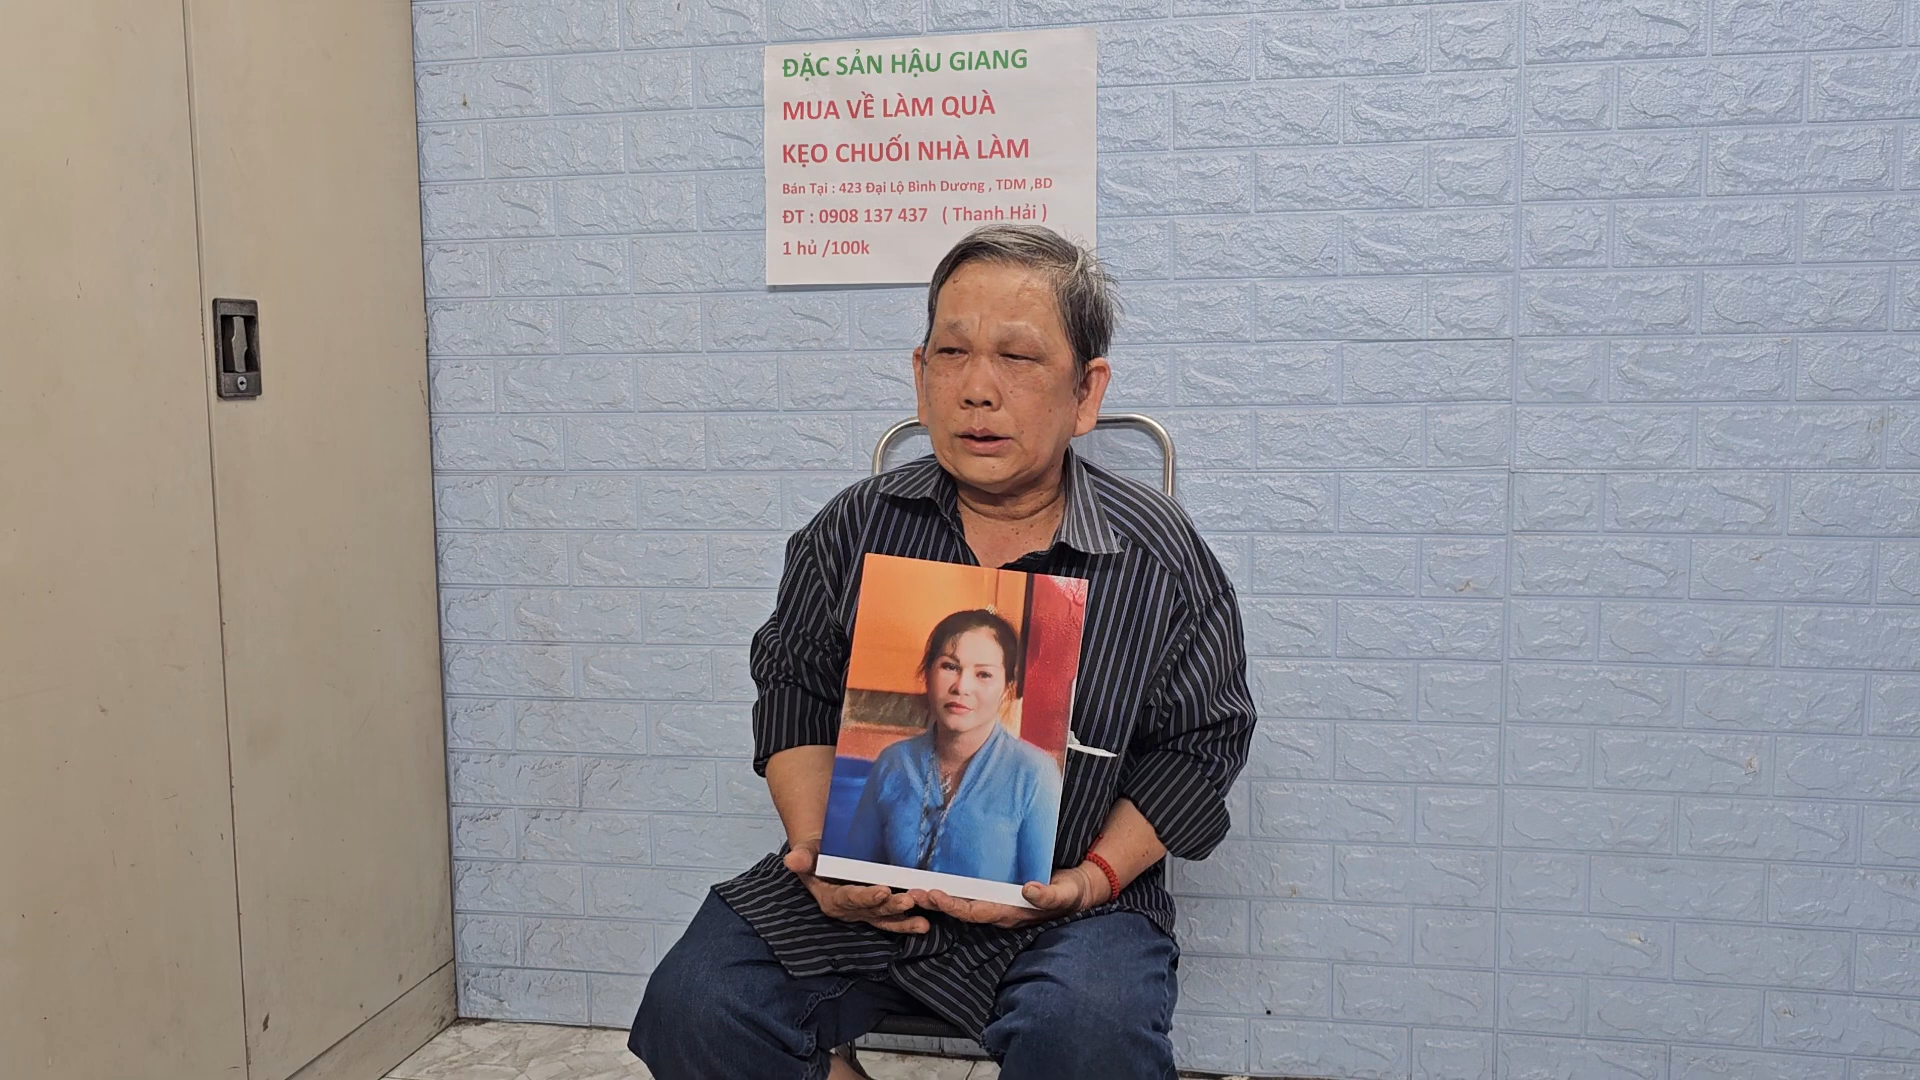 ĐẶC SẢN HẬU GIANG
MUA VỀ LÀM QUÀ
KẸO CHUỐI NHÀ LÀM
Bán Tại : 423 Đại Lộ Bình Dương , TDM ,BD
ĐT : 0908 137 437 ( Thanh Hải )
1 hủ /100k